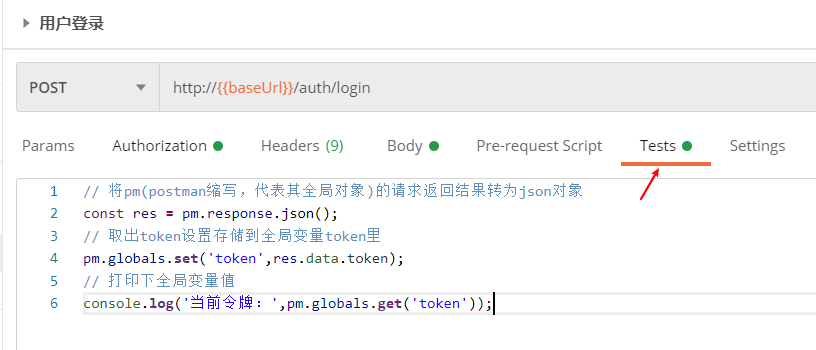 用户登录
POST http://{{baseUrl}}/auth/login
Params Authorization Headers (9) Body Pre-request Script Tests Settings
1 // 将pm(postman缩写，代表其全局对象)的请求返回结果转为json对象
2 const res = pm.response.json();
3 // 取出token设置存储到全局变量token里
4 pm.globals.set('token',res.data.token);
5 // 打印下全局变量值
6 console.log('当前令牌：',pm.globals.get('token'));